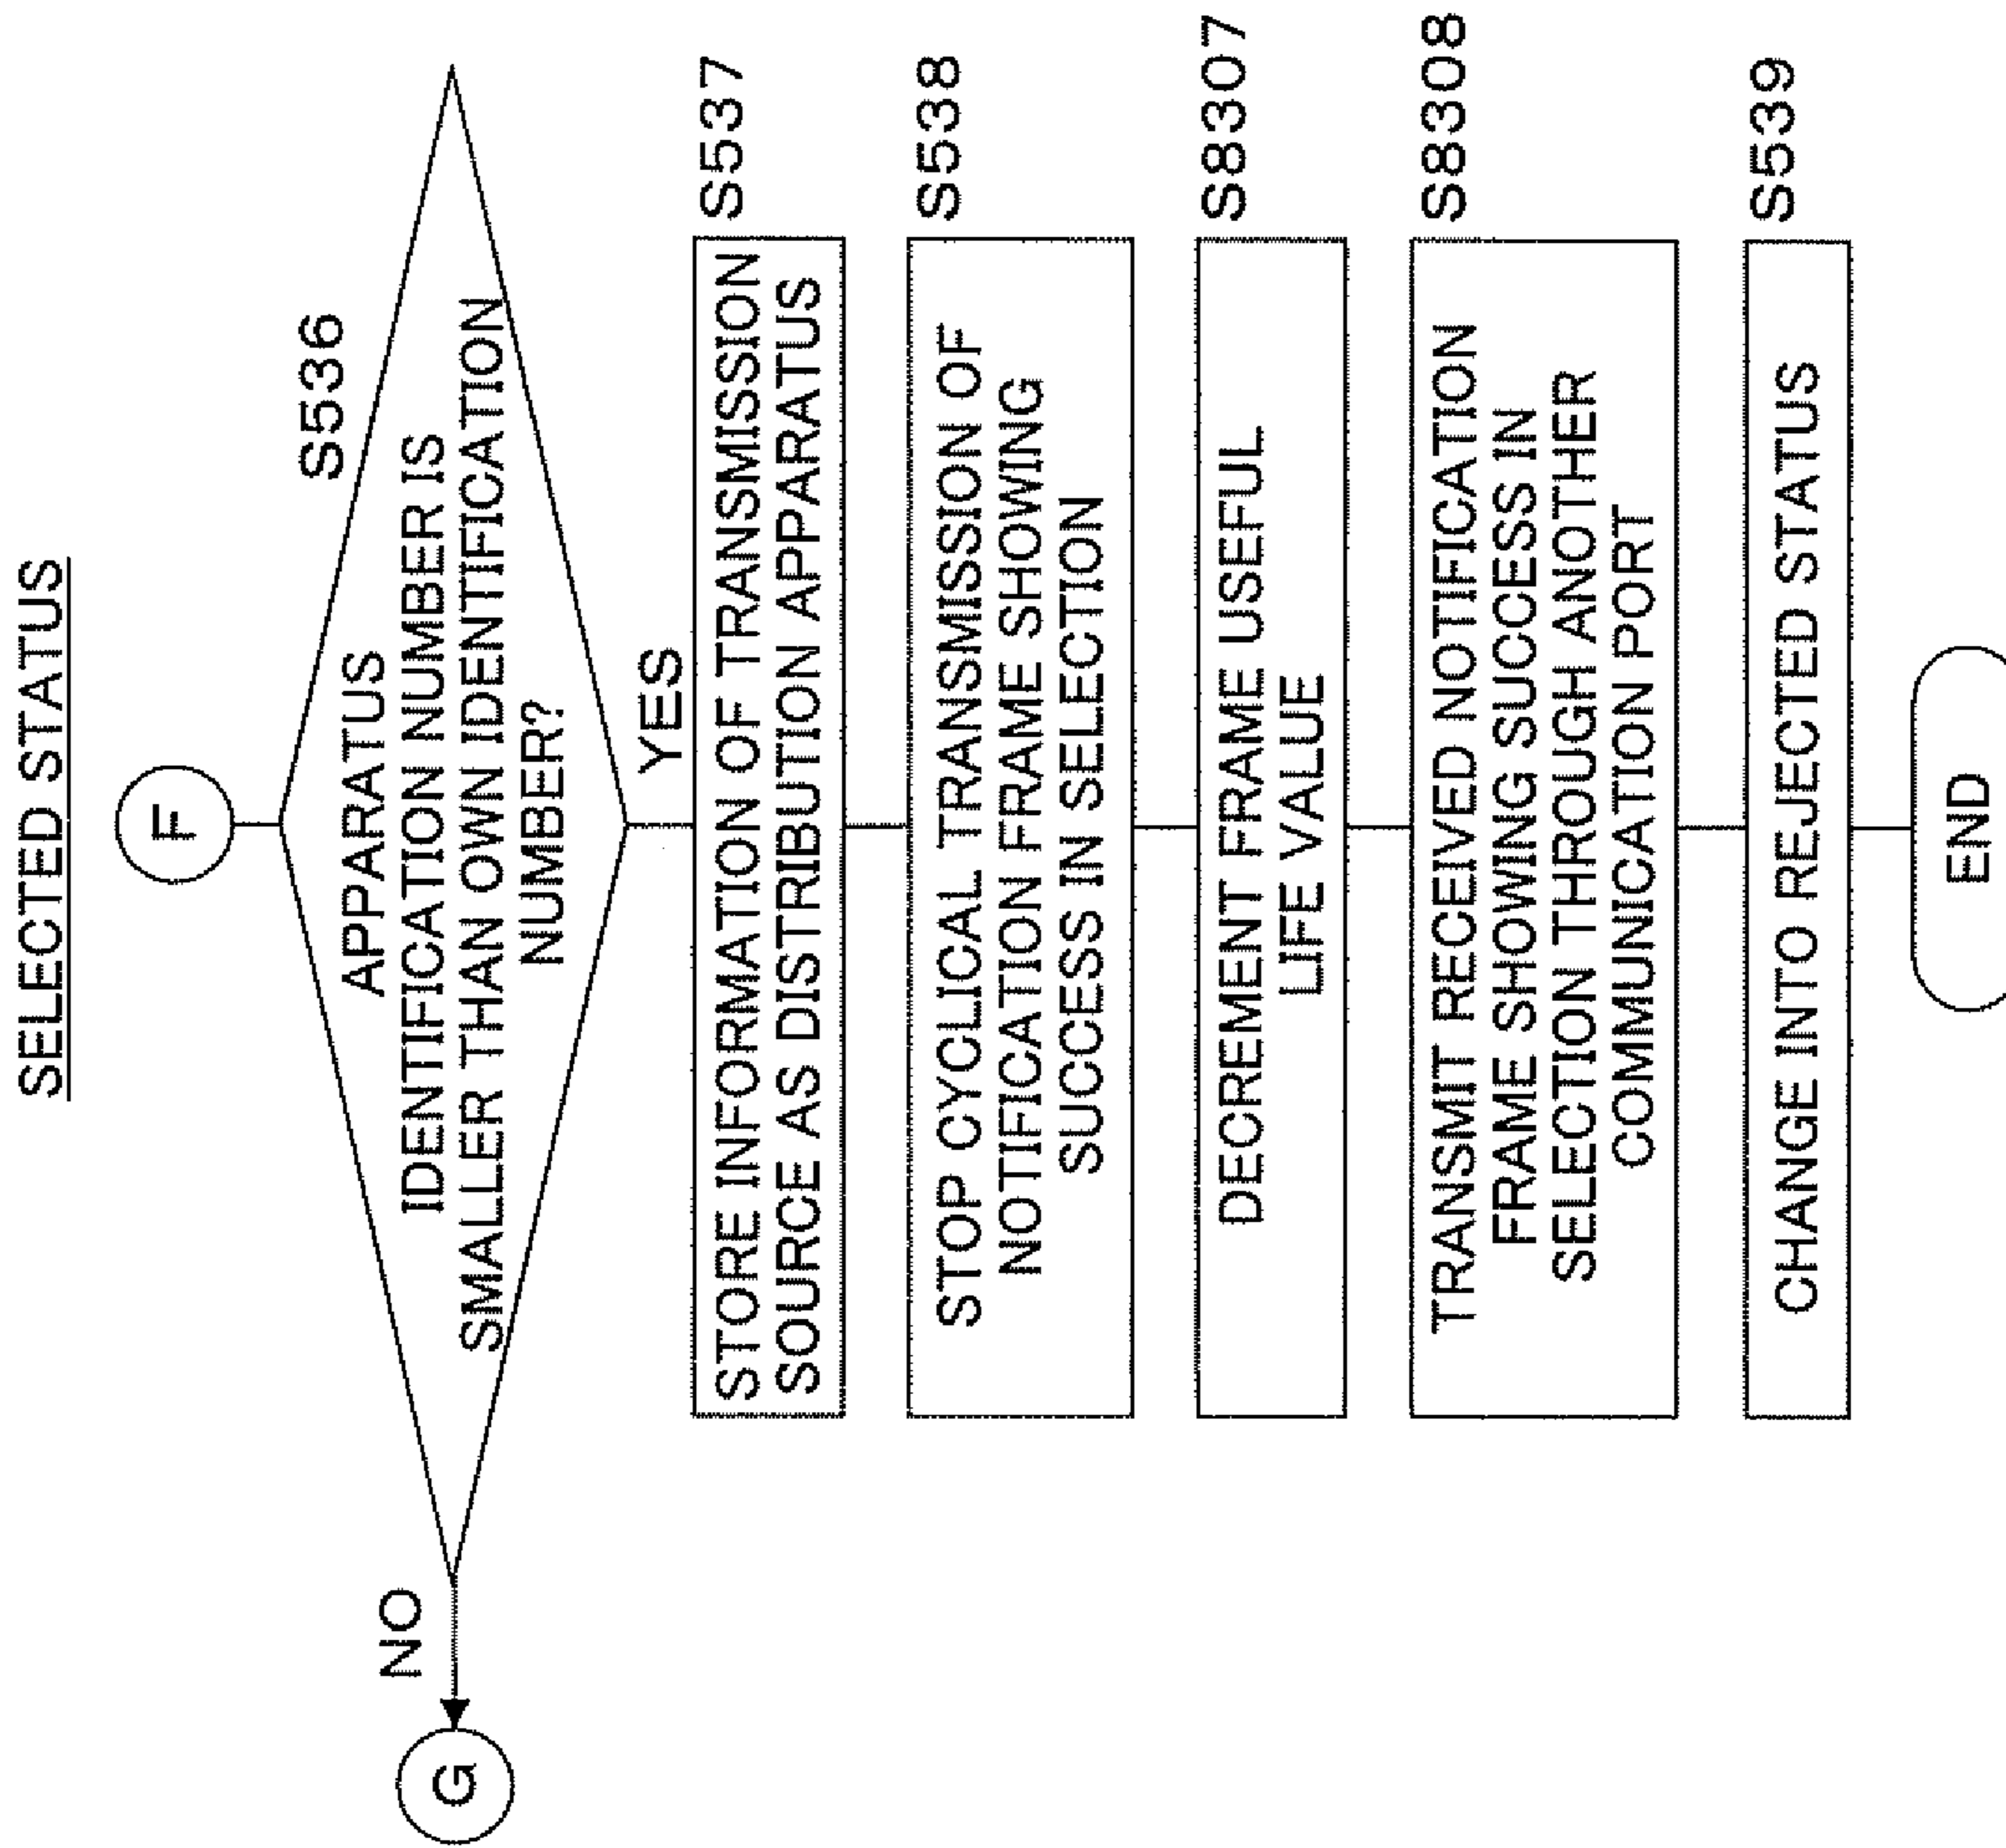 SELECTED STATUS
F
S536
APPARATUS
IDENTIFICATION NUMBER IS
SMALLER THAN OWN IDENTIFICATION
NUMBER?
NO
G
YES
S537
STORE INFORMATION OF TRANSMISSION
SOURCE AS DISTRIBUTION APPARATUS
S538
STOP CYCLICAL TRANSMISSION OF
NOTIFICATION FRAME SHOWING
SUCCESS IN SELECTION
S8307
DECREMENT FRAME USEFUL
LIFE VALUE
S8308
TRANSMIT RECEIVED NOTIFICATION
FRAME SHOWING SUCCESS IN
SELECTION THROUGH ANOTHER
COMMUNICATION PORT
S539
CHANGE INTO REJECTED STATUS
END